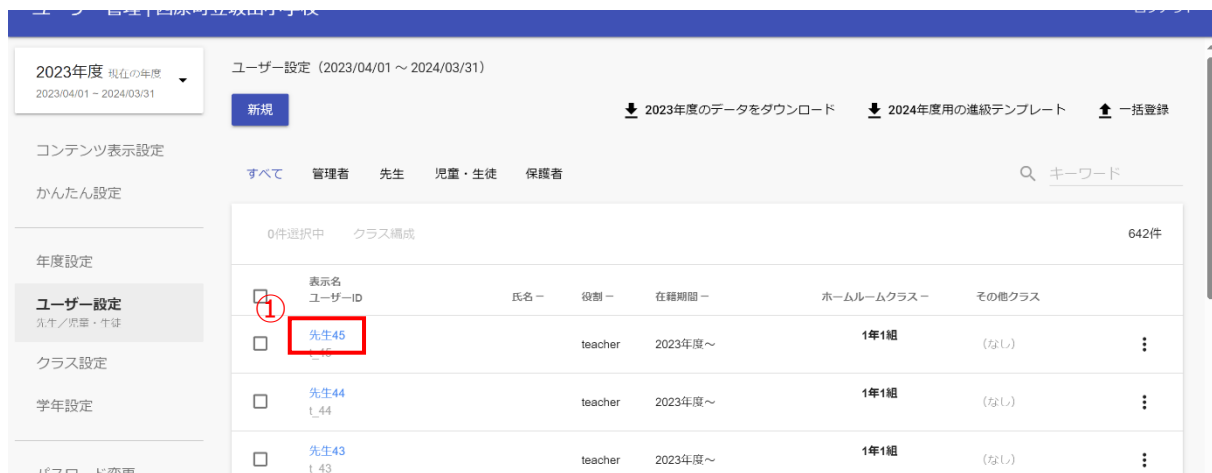 2023年度 現在の年度
2023/04/01 ~ 2024/03/31
コンテンツ表示設定
かんたん設定
年度設定
ユーザー設定
先生／児童・生徒
クラス設定
学年設定
ユーザー設定（2023/04/01 ～ 2024/03/31）
新規
2023年度のデータをダウンロード
2024年度用の進級テンプレート
一括登録
すべて 管理者 先生 児童・生徒 保護者
キーワード
0件選択中 クラス編成
642件
表示名
ユーザーID 氏名 役割 在籍期間 ホームルームクラス その他クラス
①
先生45
teacher 2023年度～ 1年1組 （なし）
先生44
t_44
teacher 2023年度～ 1年1組 （なし）
先生43
t_43
teacher 2023年度～ 1年1組 （なし）